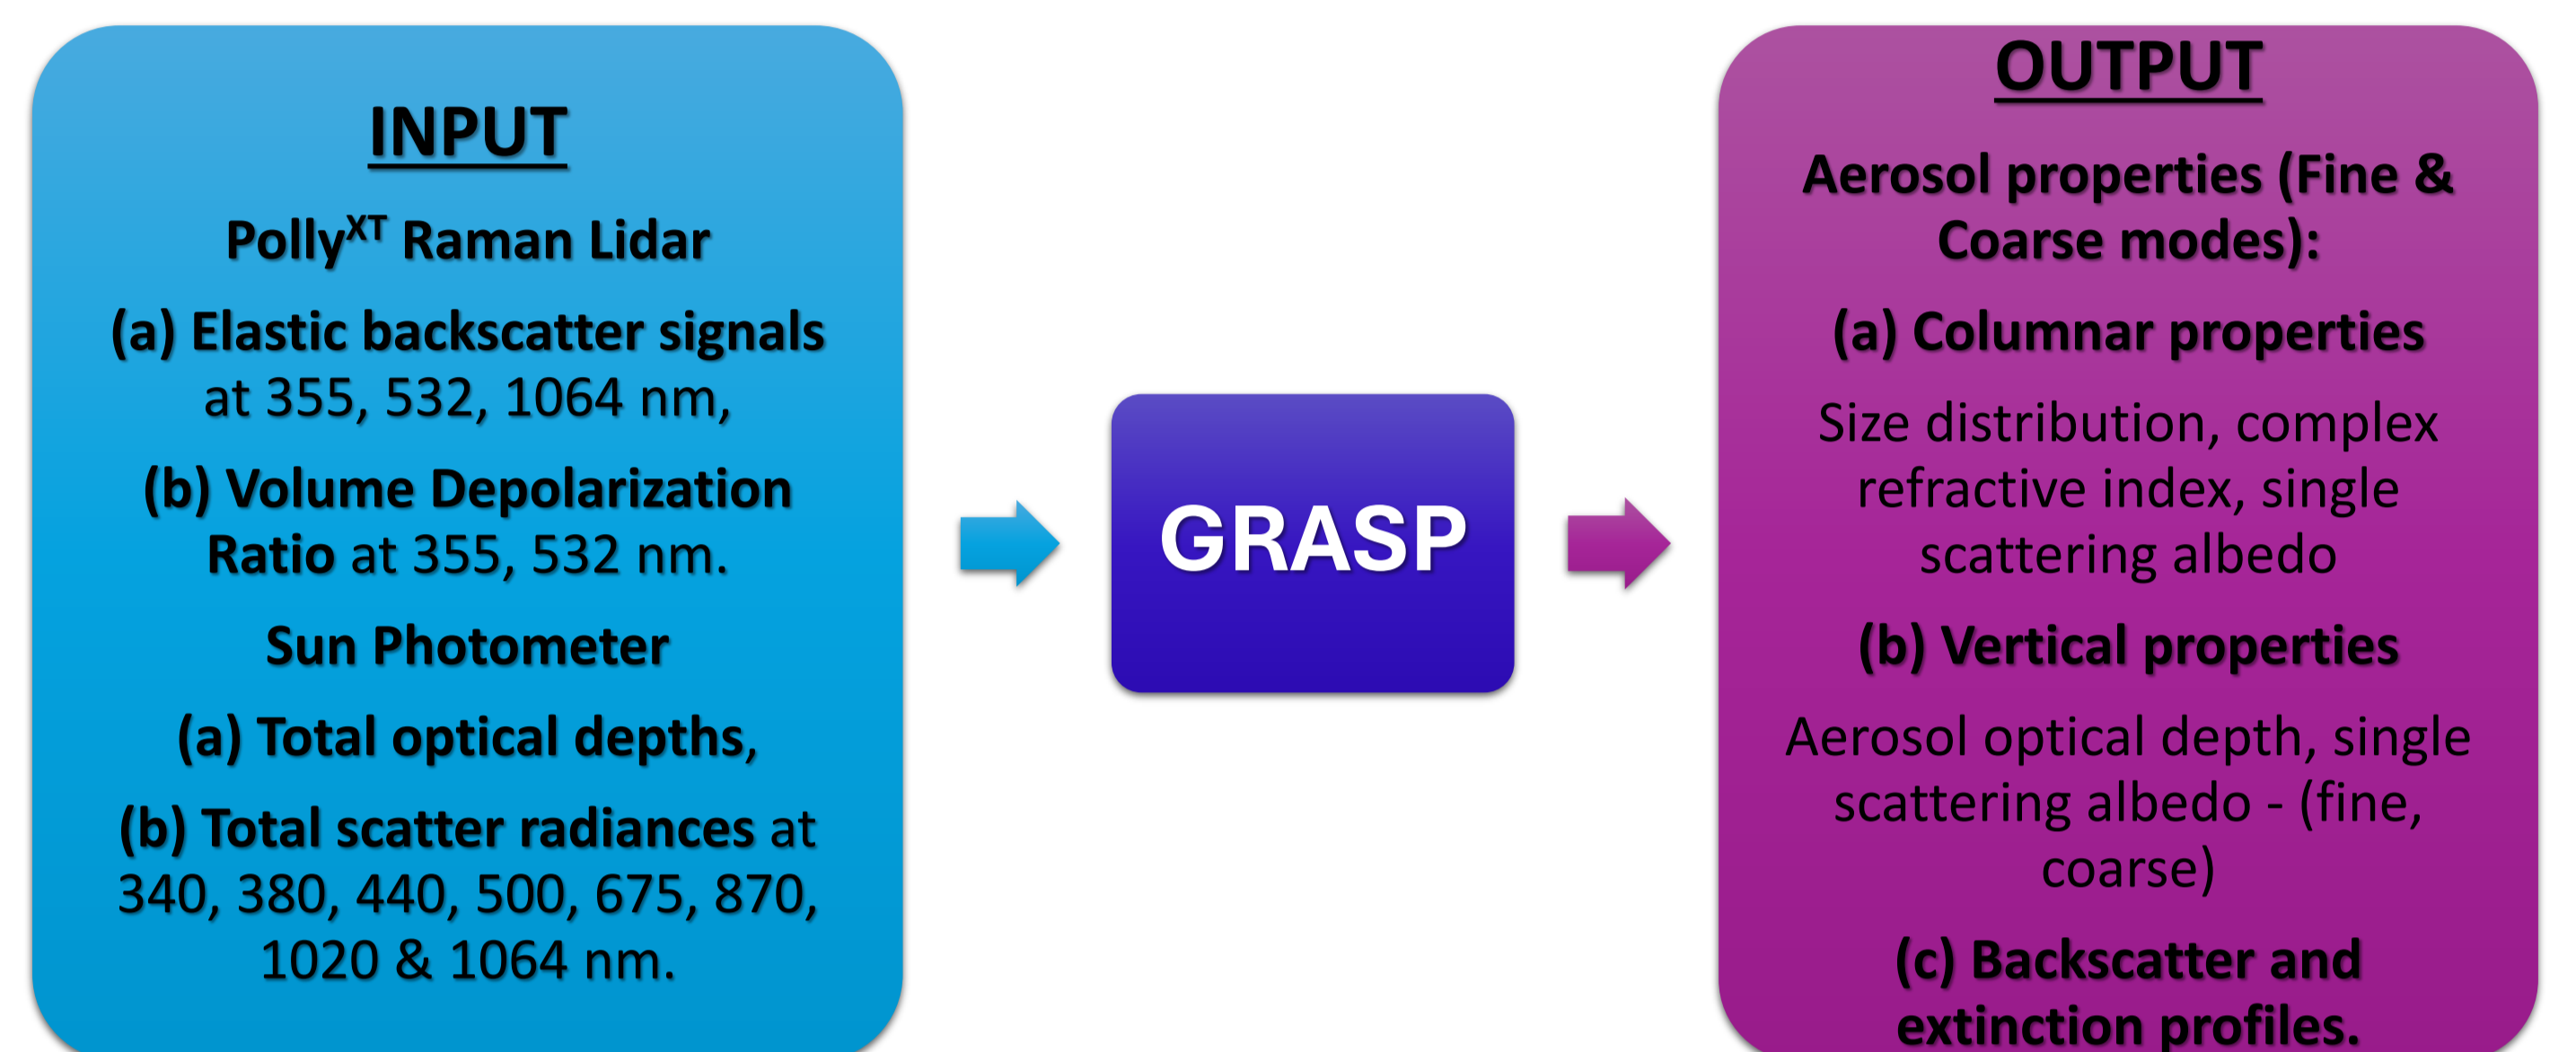 INPUT
Polly^XT Raman Lidar
(a) Elastic backscatter signals
at 355, 532, 1064 nm,
(b) Volume Depolarization
Ratio at 355, 532 nm.
Sun Photometer
(a) Total optical depths,
(b) Total scatter radiances at
340, 380, 440, 500, 675, 870,
1020 & 1064 nm.
GRASP
OUTPUT
Aerosol properties (Fine &
Coarse modes):
(a) Columnar properties
Size distribution, complex
refractive index, single
scattering albedo
(b) Vertical properties
Aerosol optical depth, single
scattering albedo - (fine,
coarse)
(c) Backscatter and
extinction profiles.